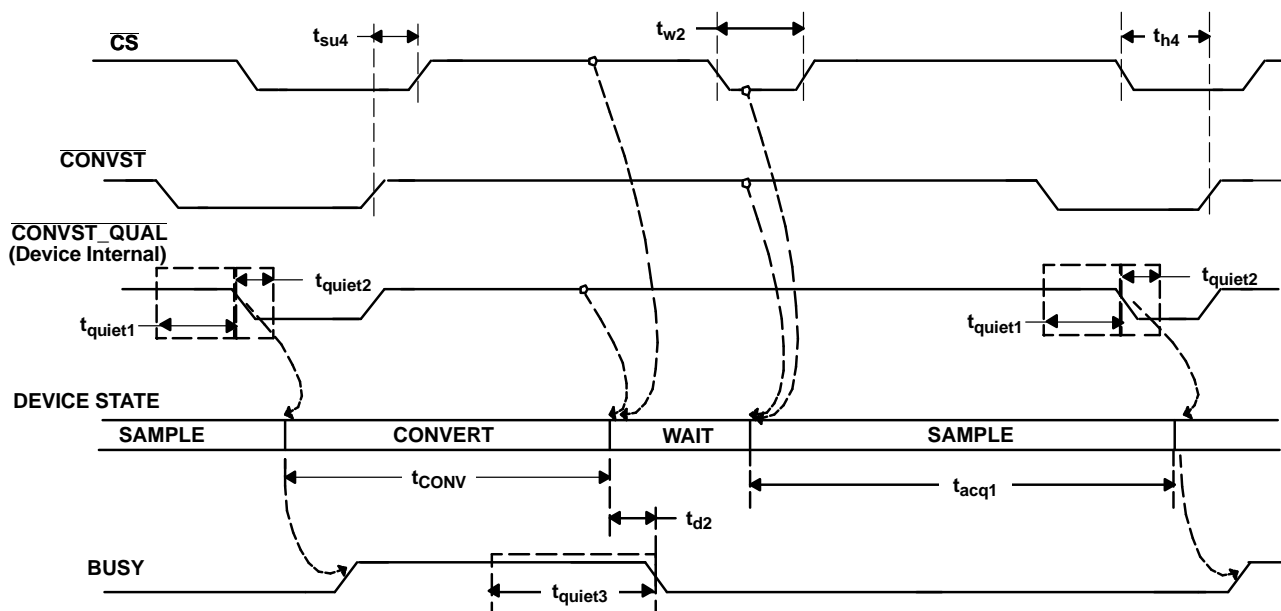 CS
t_su4
t_w2
t_h4
CONVST
CONVST_QUAL
(Device Internal)
t_quiet2
t_quiet1
t_quiet2
t_quiet1
DEVICE STATE
SAMPLE
CONVERT
WAIT
SAMPLE
t_CONV
t_acq1
t_d2
BUSY
t_quiet3